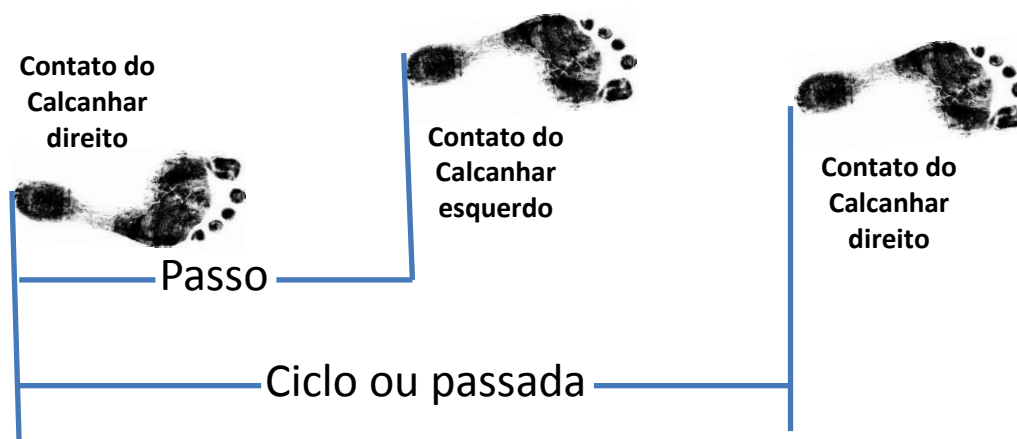 Contato do
Calcanhar
direito
Contato do
Calcanhar
esquerdo
Contato do
Calcanhar
direito
Passo
Ciclo ou passada